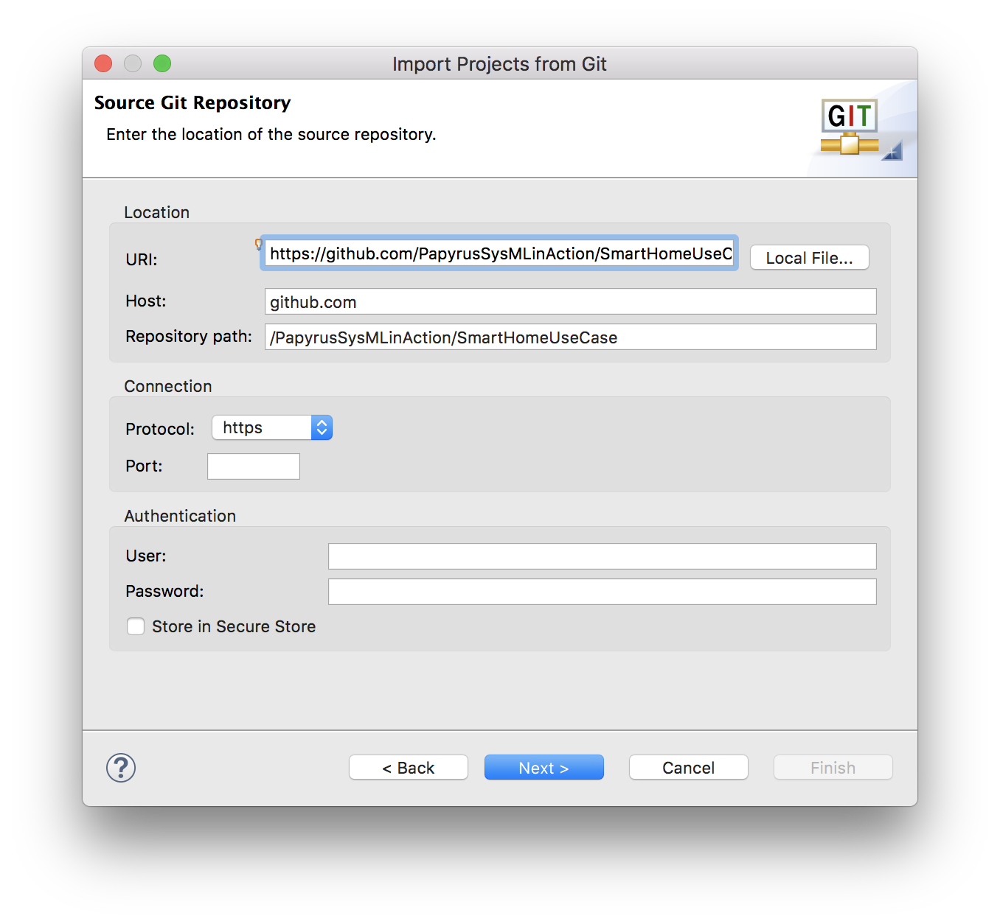 Import Projects from Git
Source Git Repository
Enter the location of the source repository.
GIT
Location
URI: https://github.com/PapyrusSysMLinAction/SmartHomeUseC Local File...
Host: github.com
Repository path: /PapyrusSysMLinAction/SmartHomeUseCase
Connection
Protocol: https
Port:
Authentication
User:
Password:
Store in Secure Store
? < Back Next > Cancel Finish